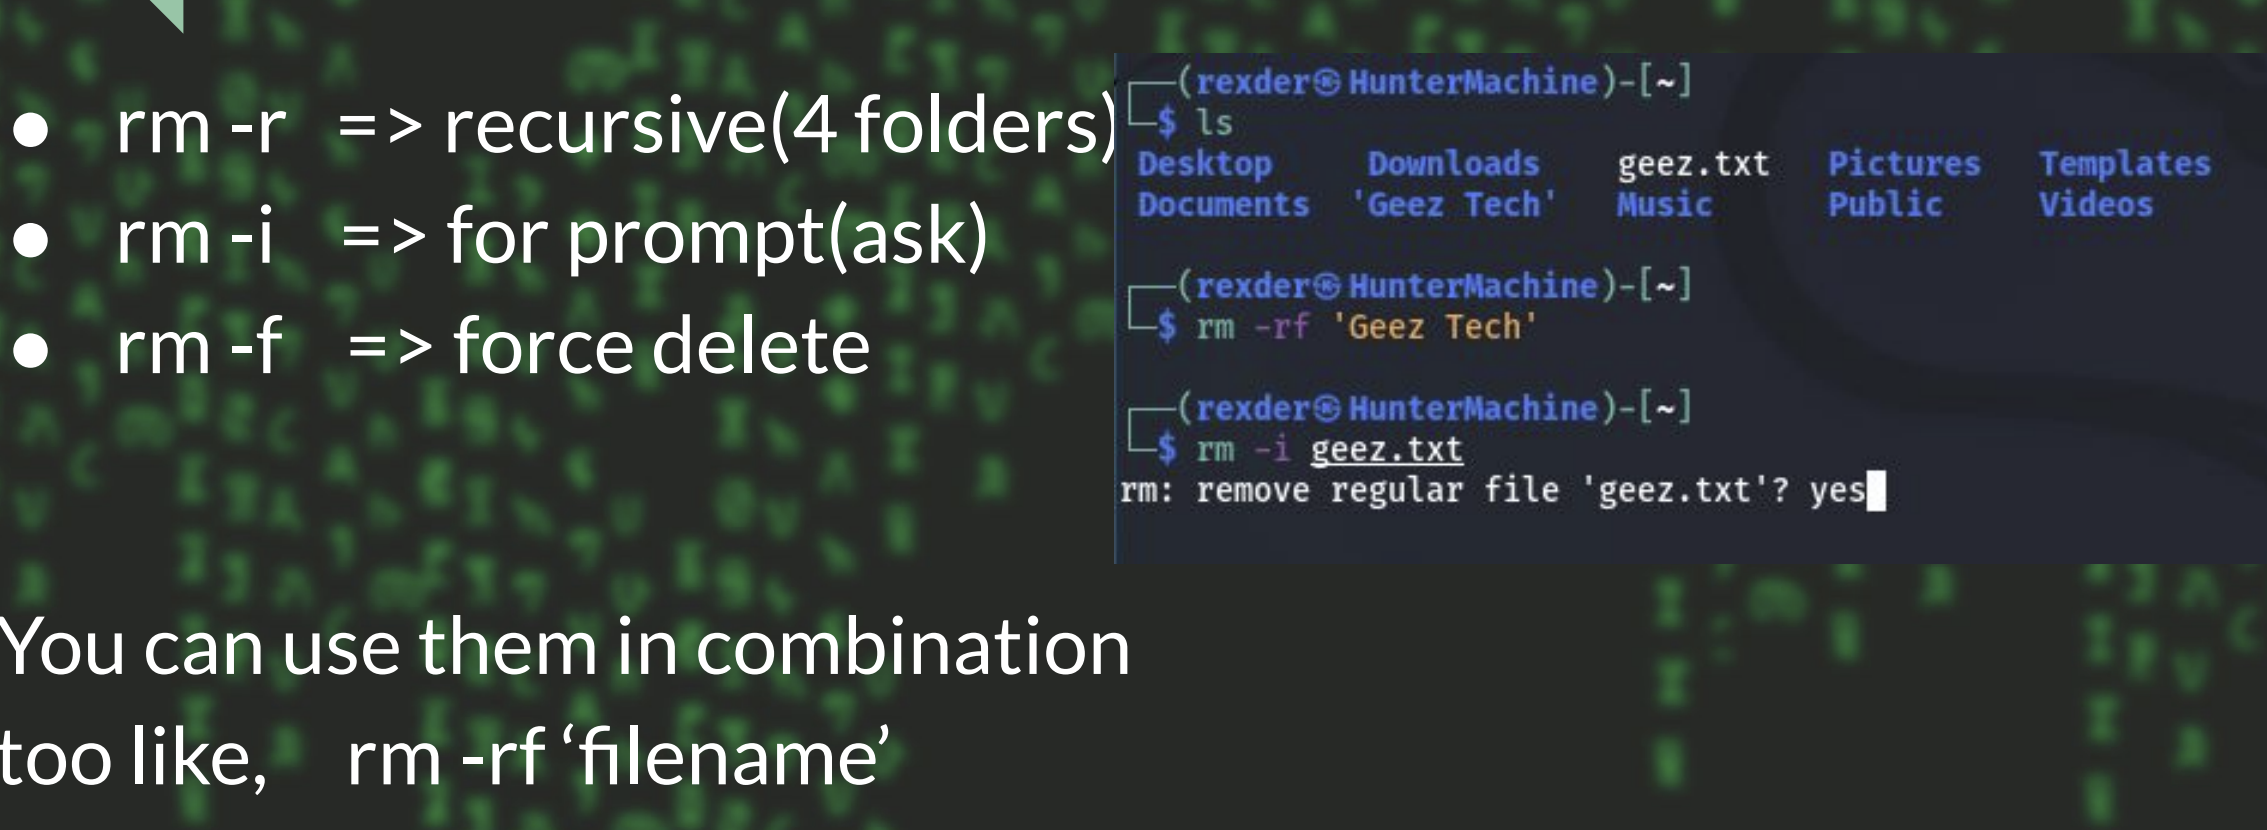 ● rm -r => recursive(4 folders)
● rm -i => for prompt(ask)
● rm -f => force delete
You can use them in combination
too like, rm -rf ‘filename’
┌──(rexder㉿HunterMachine)-[~]
└─$ ls
Desktop Downloads geez.txt Pictures Templates
Documents 'Geez Tech' Music Public Videos
┌──(rexder㉿HunterMachine)-[~]
└─$ rm -rf 'Geez Tech'
┌──(rexder㉿HunterMachine)-[~]
└─$ rm -i geez.txt
rm: remove regular file 'geez.txt'? yes